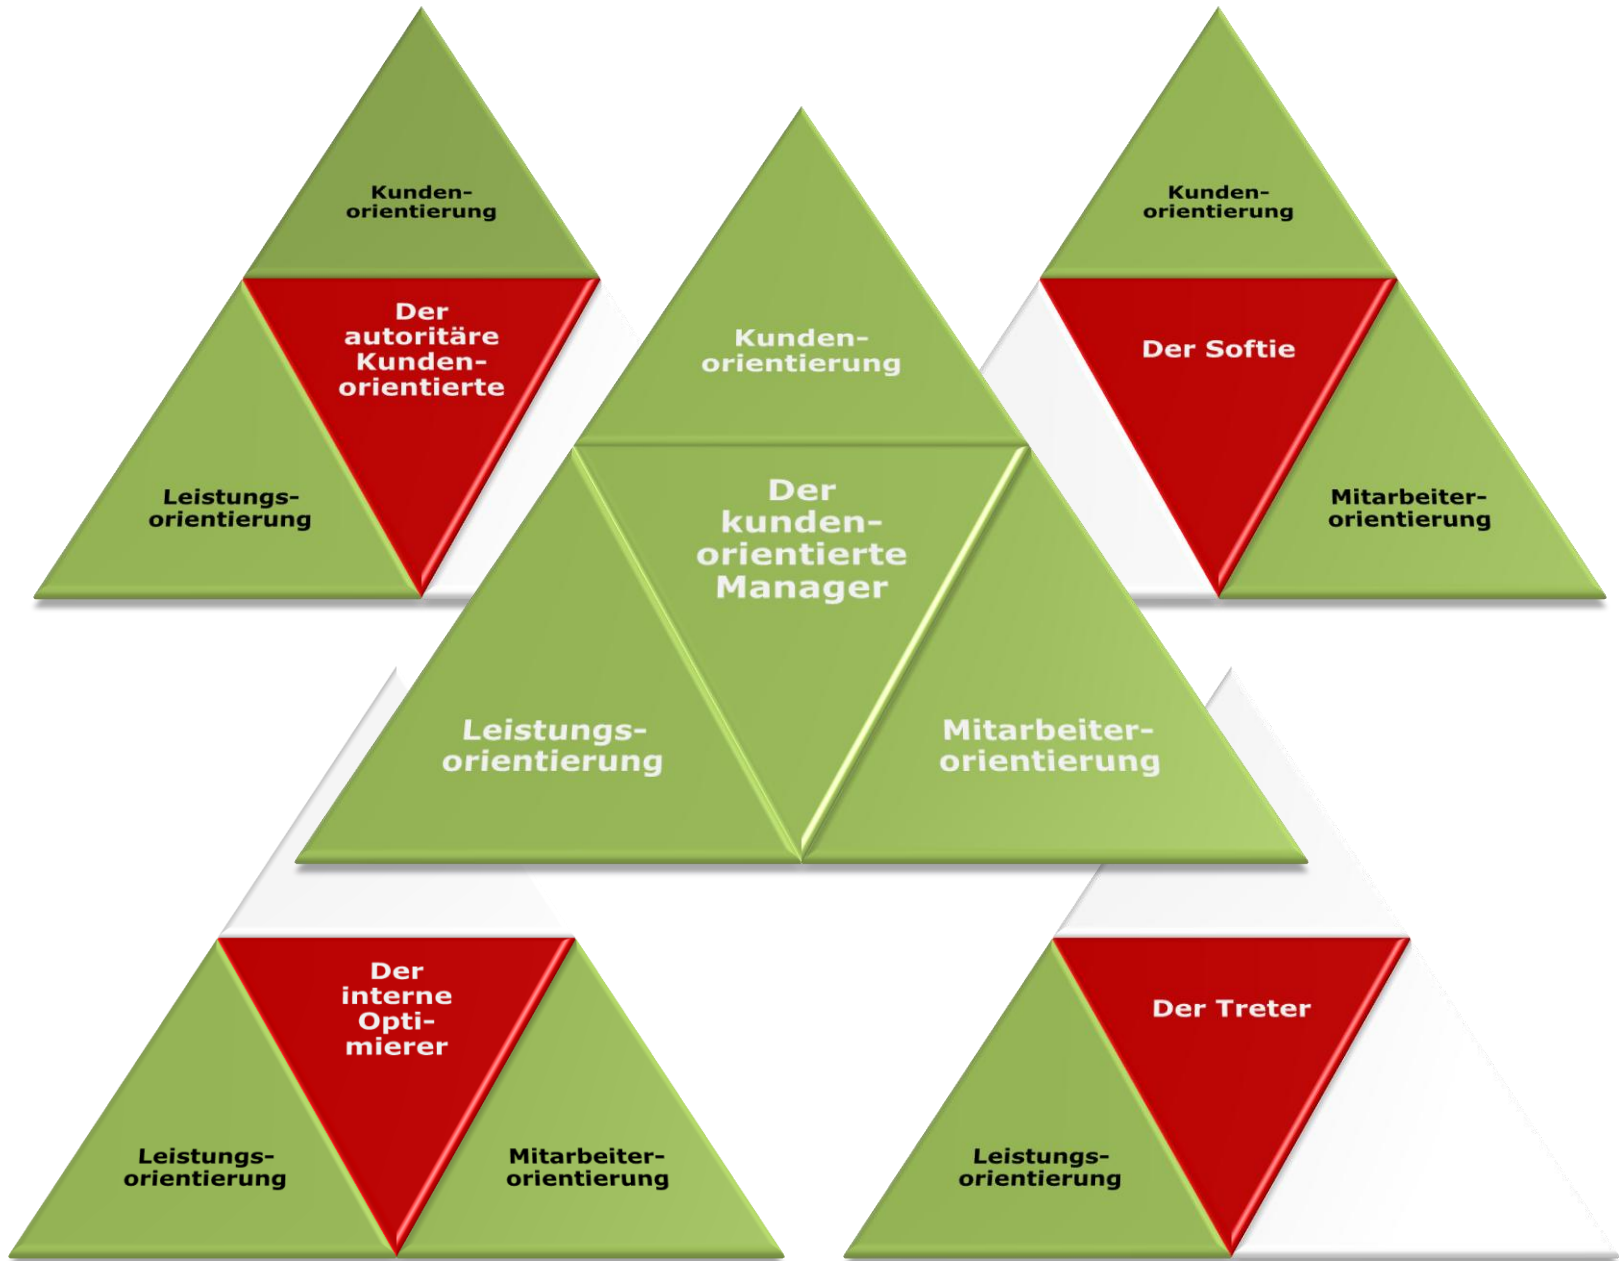 Kunden-
orientierung
Der
autoritäre
Kunden-
orientierte
Leistungs-
orientierung
Kunden-
orientierung
Der Softie
Mitarbeiter-
orientierung
Kunden-
orientierung
Der
kunden-
orientierte
Manager
Leistungs-
orientierung
Mitarbeiter-
orientierung
Der
interne
Opti-
mierer
Leistungs-
orientierung
Mitarbeiter-
orientierung
Der Treter
Leistungs-
orientierung